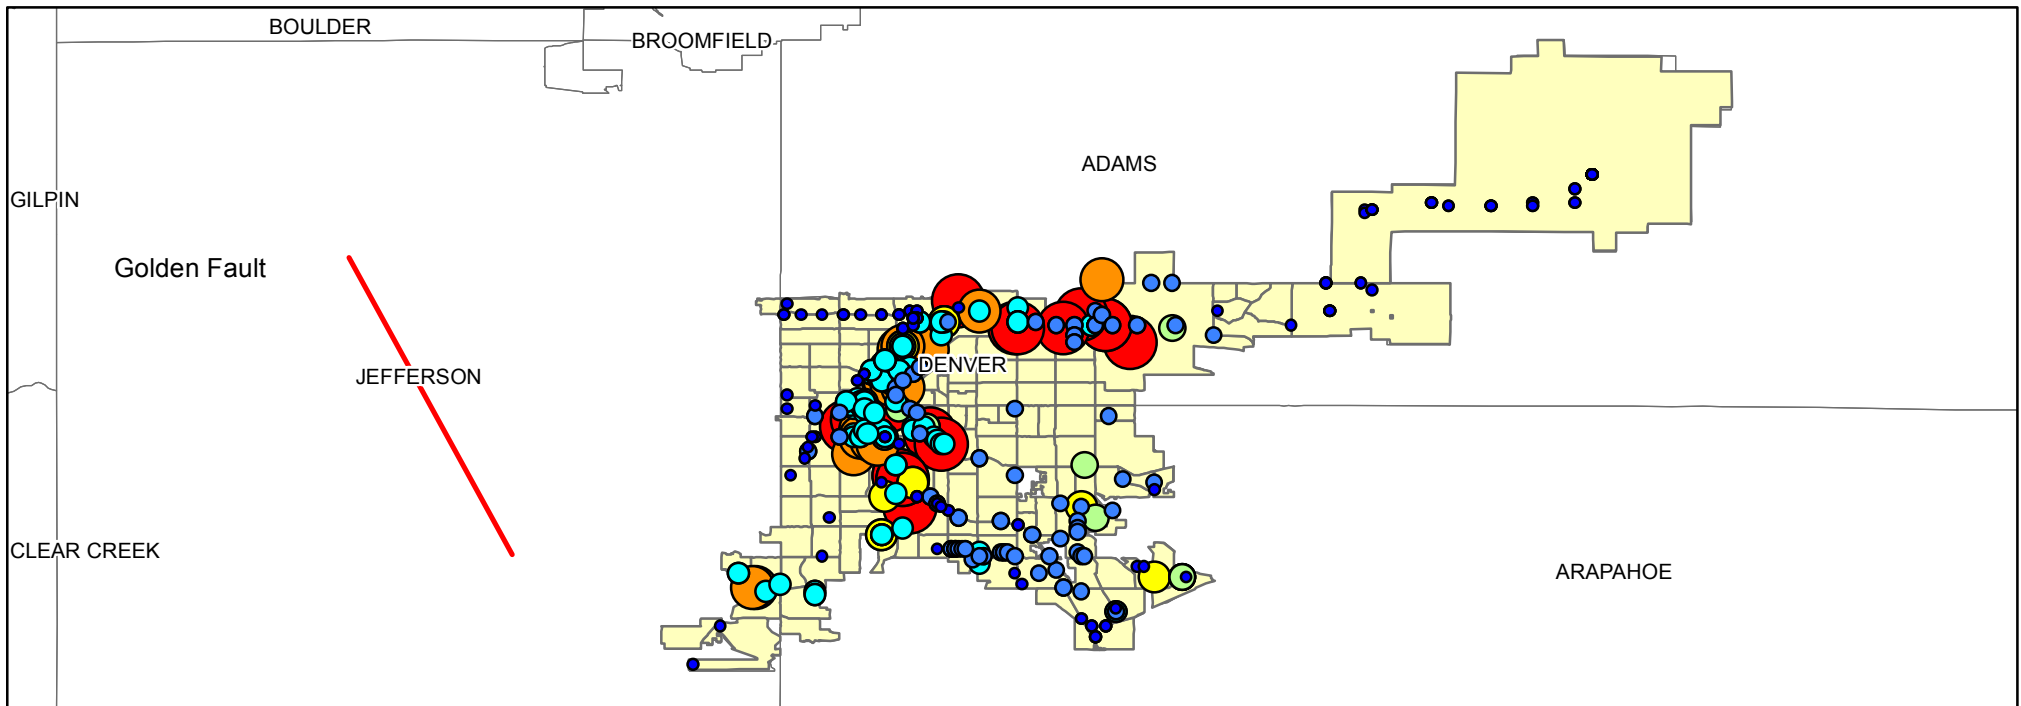 BOULDER
BROOMFIELD
ADAMS
GILPIN
Golden Fault
DENVER
JEFFERSON
CLEAR CREEK
ARAPAHOE